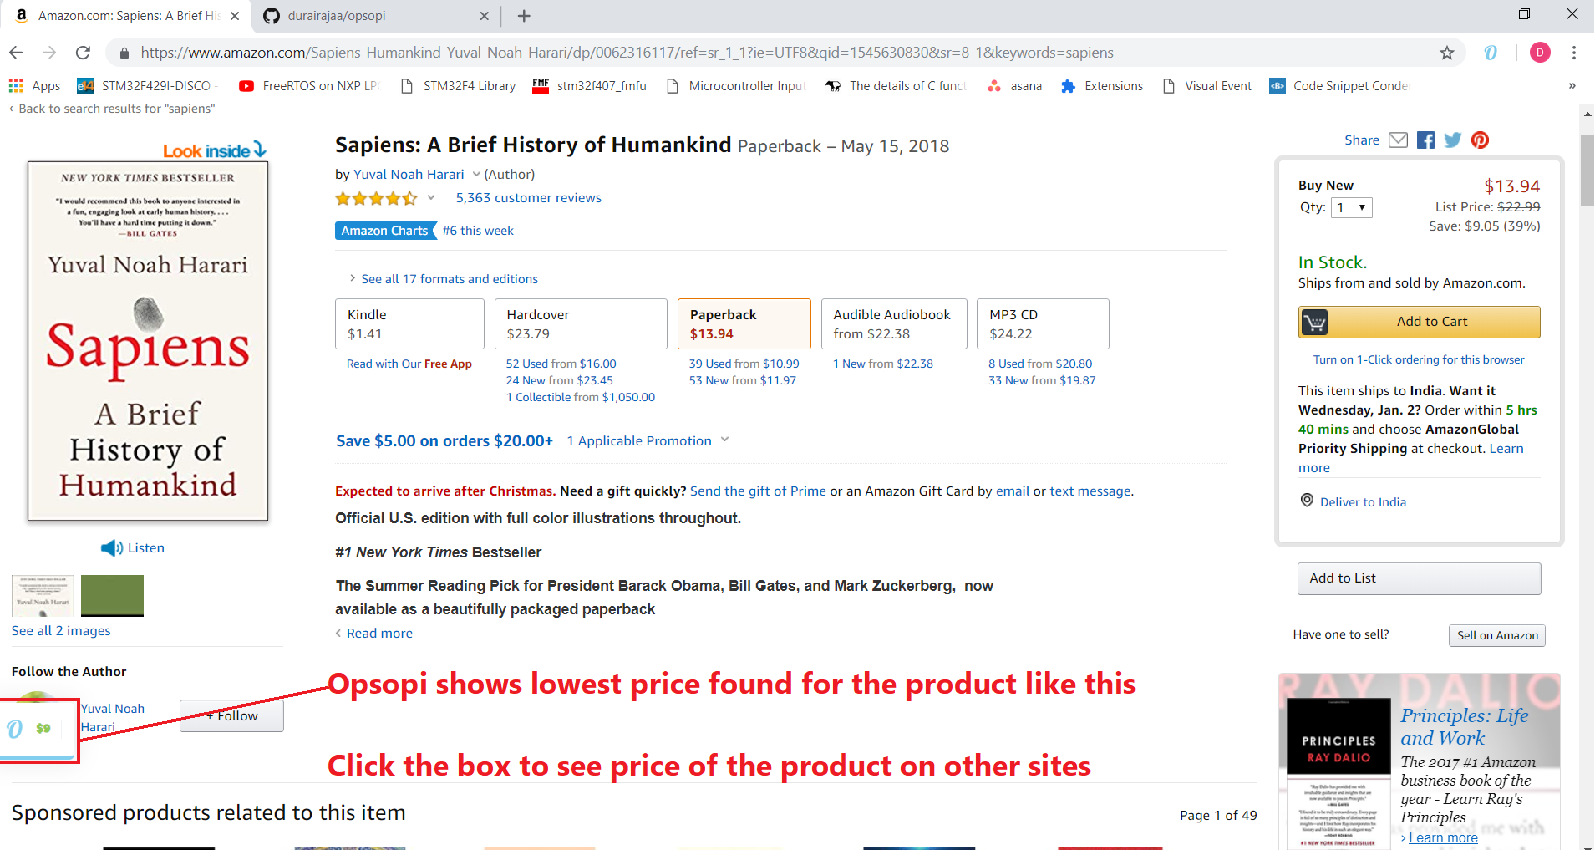 Amazon.com: Sapiens: A Brief His
durairajaa/opsopi
https://www.amazon.com/Sapiens-Humankind-Yuval-Noah-Harari/dp/0062316117/ref=sr_1_1?ie=UTF8&qid=1545630830&sr=8-1&keywords=sapiens
D
Apps
STM32F429I-DISCO -
FreeRTOS on NXP LPC
STM32F4 Library
FMF
stm32f407_fmfu
Microcontroller Input
The details of C funct
asana
Extensions
Visual Event
Code Snippet Conde
»
‹ Back to search results for "sapiens"
Look inside
NEW YORK TIMES BESTSELLER
"I would recommend this book to anyone interested in
a fun, engaging look at early human history. . . .
You'll have a hard time putting it down."
—BILL GATES
Yuval Noah Harari
Sapiens
A Brief
History of
Humankind
Listen
Yuval Noah Harari
See all 2 images
Follow the Author
Yuval Noah
Harari
+ Follow
$9
Sapiens: A Brief History of Humankind Paperback – May 15, 2018
by Yuval Noah Harari (Author)
5,363 customer reviews
Amazon Charts #6 this week
See all 17 formats and editions
Kindle
$1.41
Read with Our Free App
Hardcover
$23.79
52 Used from $16.00
24 New from $23.45
1 Collectible from $1,050.00
Paperback
$13.94
39 Used from $10.99
53 New from $11.97
Audible Audiobook
from $22.38
1 New from $22.38
MP3 CD
$24.22
8 Used from $20.80
33 New from $19.87
Save $5.00 on orders $20.00+ 1 Applicable Promotion
Expected to arrive after Christmas. Need a gift quickly? Send the gift of Prime or an Amazon Gift Card by email or text message.
Official U.S. edition with full color illustrations throughout.
#1 New York Times Bestseller
The Summer Reading Pick for President Barack Obama, Bill Gates, and Mark Zuckerberg, now
available as a beautifully packaged paperback
‹ Read more
Opsopi shows lowest price found for the product like this
Click the box to see price of the product on other sites
Share
Buy New
$13.94
Qty: 1
List Price: $22.99
Save: $9.05 (39%)
In Stock.
Ships from and sold by Amazon.com.
Add to Cart
Turn on 1-Click ordering for this browser
This item ships to India. Want it
Wednesday, Jan. 2? Order within 5 hrs
40 mins and choose AmazonGlobal
Priority Shipping at checkout. Learn
more
Deliver to India
Add to List
Have one to sell?
Sell on Amazon
RAY DALIO
PRINCIPLES
RAY DALIO
#1 NEW YORK TIMES BESTSELLER
Principles: Life
and Work
The 2017 #1 Amazon
business book of the
year - Learn Ray's
Principles
› Learn more
Sponsored products related to this item
Page 1 of 49